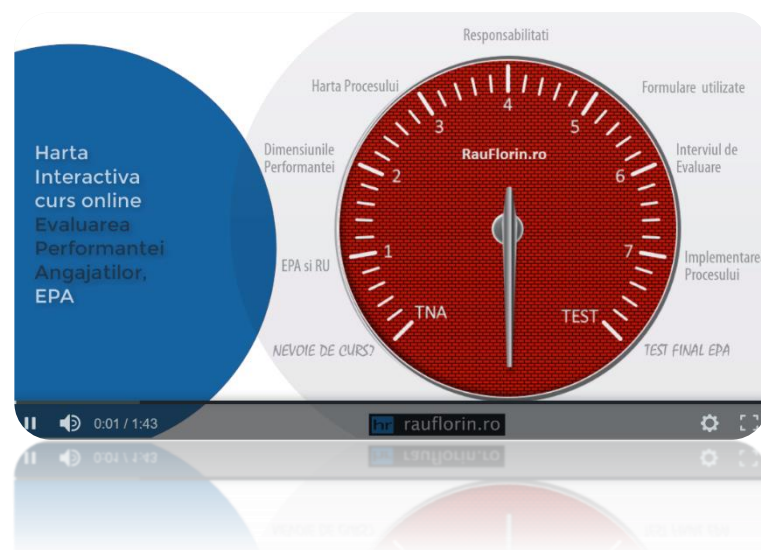 Harta
Interactiva
curs online
Evaluarea
Performantei
Angajatilor,
EPA
Responsabilitati
Harta Procesului
Formulare utilizate
Dimensiunile
Performantei
Interviul de
Evaluare
EPA si RU
Implementare
Procesului
NEVOIE DE CURS?
TEST FINAL EPA
RauFlorin.ro
TNA
1
2
3
4
5
6
7
TEST
0:01 / 1:43
hr rauflorin.ro